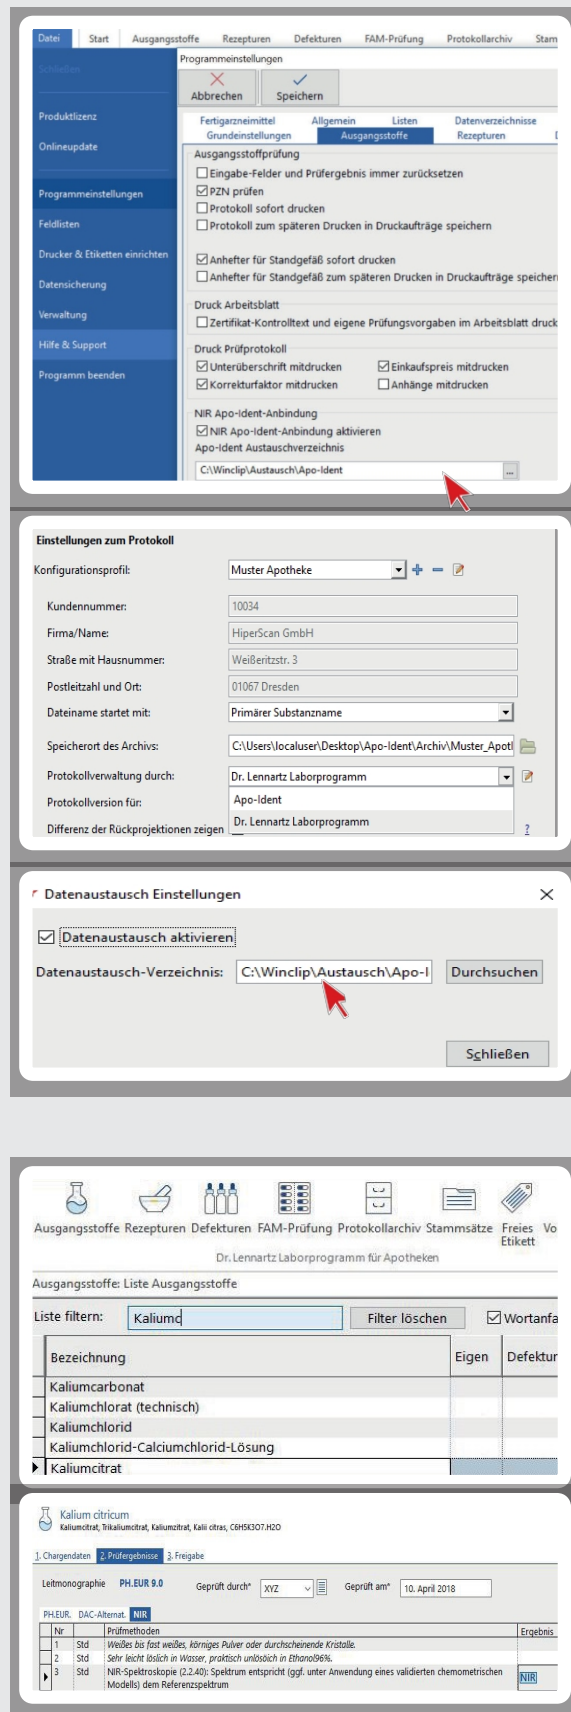 Datei Start Ausgangsstoffe Rezepturen Defekturen FAM-Prüfung Protokollarchiv Stam
Schließen
Programmeinstellungen
Abbrechen Speichern
Produktlizenz
Onlineupdate
Fertigarzneimittel Allgemein Listen Datenverzeichnisse
Grundeinstellungen Ausgangsstoffe Rezepturen
Ausgangsstoffprüfung
Eingabe-Felder und Prüfergebnis immer zurücksetzen
PZN prüfen
Programmeinstellungen
Protokoll sofort drucken
Feldlisten
Protokoll zum späteren Drucken in Druckaufträge speichern
Drucker & Etiketten einrichten
Anhefter für Standgefäß sofort drucken
Datensicherung
Anhefter für Standgefäß zum späteren Drucken in Druckaufträge speicher
Verwaltung
Druck Arbeitsblatt
Zertifikat-Kontrolltext und eigene Prüfungsvorgaben im Arbeitsblatt druck
Hilfe & Support
Druck Prüfprotokoll
Unterüberschrift mitdrucken Einkaufspreis mitdrucken
Programm beenden
Korrekturfaktor mitdrucken Anhänge mitdrucken
NIR Apo-Ident-Anbindung
NIR Apo-Ident-Anbindung aktivieren
Apo-Ident Austauschverzeichnis
C:\Winclip\Austausch\Apo-Ident ...
Einstellungen zum Protokoll
Konfigurationsprofil: Muster Apotheke
Kundennummer: 10034
Firma/Name: HiperScan GmbH
Straße mit Hausnummer: Weißeritzstr. 3
Postleitzahl und Ort: 01067 Dresden
Dateiname startet mit: Primärer Substanzname
Speicherort des Archivs: C:\Users\localuser\Desktop\Apo-Ident\Archiv\Muster_Apotl
Protokollverwaltung durch: Dr. Lennartz Laborprogramm
Protokollversion für: Apo-Ident
Dr. Lennartz Laborprogramm
Differenz der Rückprojektionen zeigen ?
Datenaustausch Einstellungen
Datenaustausch aktivieren
Datenaustausch-Verzeichnis: C:\Winclip\Austausch\Apo-I Durchsuchen
Schließen
Ausgangsstoffe Rezepturen Defekturen FAM-Prüfung Protokollarchiv Stammsätze Freies Etikett Vo
Dr. Lennartz Laborprogramm für Apotheken
Ausgangsstoffe: Liste Ausgangsstoffe
Liste filtern: Kaliumc Filter löschen Wortanfa
Bezeichnung Eigen Defektur
Kaliumcarbonat
Kaliumchlorat (technisch)
Kaliumchlorid
Kaliumchlorid-Calciumchlorid-Lösung
Kaliumcitrat
Kalium citricum
Kaliumcitrat, Trikaliumcitrat, Kaliumzitrat, Kalii citras, C6H5K3O7.H2O
1. Chargendaten 2. Prüfergebnisse 3. Freigabe
Leitmonographie PH.EUR 9.0 Geprüft durch* XYZ Geprüft am* 10. April 2018
PH.EUR. DAC-Alternat. NIR
Nr Prüfmethoden Ergebnis
1 Std Weißes bis fast weißes, körniges Pulver oder durchscheinende Kristalle.
2 Std Sehr leicht löslich in Wasser, praktisch unlöslich in Ethanol96%.
3 Std NIR-Spektroskopie (2.2.40): Spektrum entspricht (ggf. unter Anwendung eines validierten chemometrischen
Modells) dem Referenzspektrum NIR